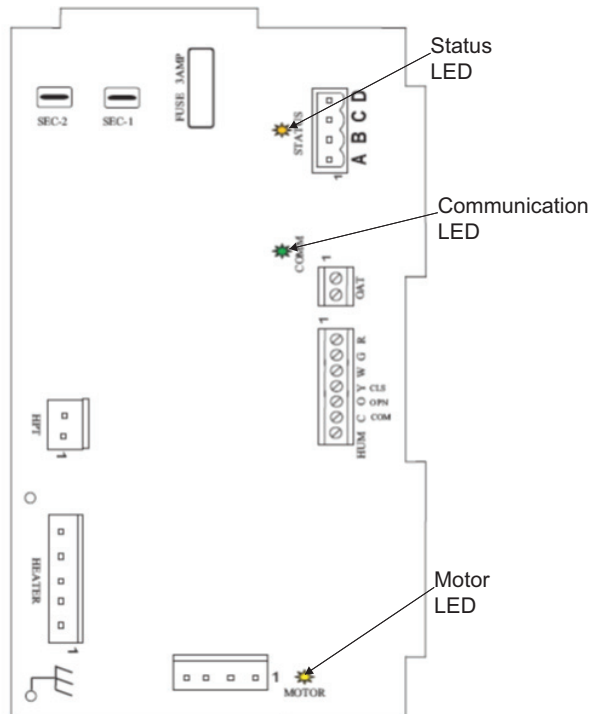 Status
LED
FUSE 3AMP
SEC-2
SEC-1
STATUS
A B C D
1
Communication
LED
COMM
1
OAT
1
HUM C O Y W G R
CLS
OPN
COM
HPT
1
HEATER
1
Motor
LED
1
MOTOR